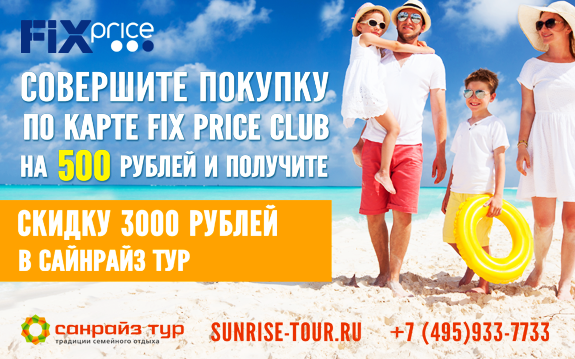 FIX price
СОВЕРШИТЕ ПОКУПКУ
ПО КАРТЕ FIX PRICE CLUB
НА 500 РУБЛЕЙ И ПОЛУЧИТЕ
СКИДКУ 3000 РУБЛЕЙ
В САЙНРАЙЗ ТУР
санрайз тур
традиции семейного отдыха
SUNRISE-TOUR.RU
+7 (495)933-7733